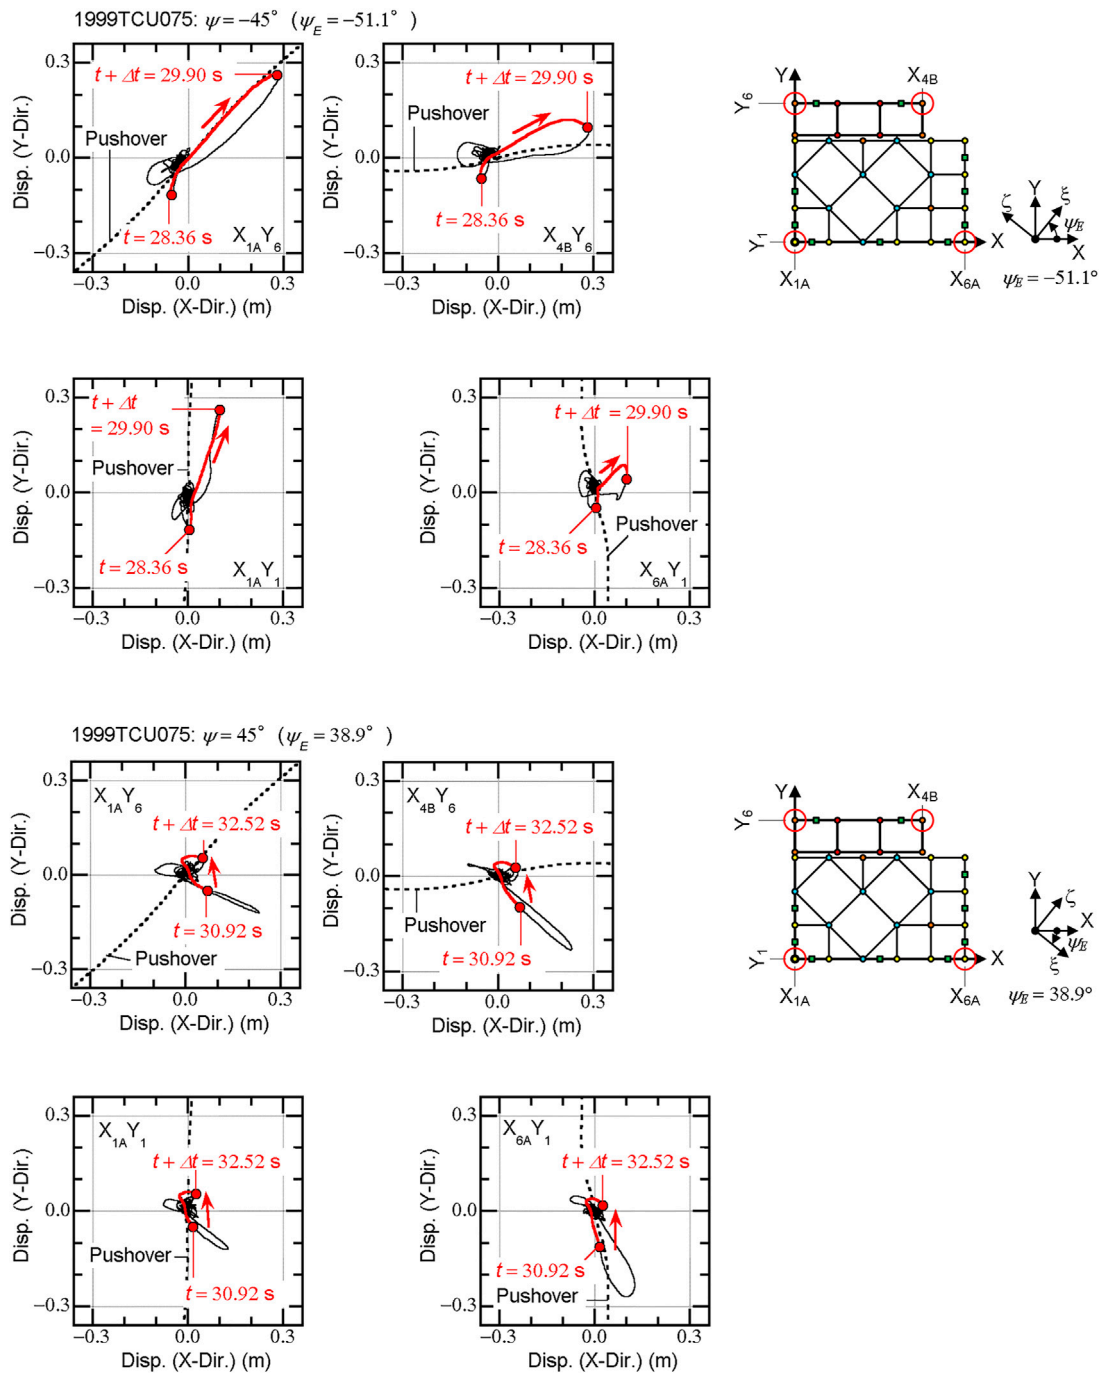 1999TCU075: ψ = −45° (ψ_E = −51.1°)
0.3
t + Δt = 29.90 s
Pushover
0.0
t = 28.36 s
−0.3
X1AY6
−0.3 0.0 0.3
Disp. (X-Dir.) (m)
Disp. (Y-Dir.)
0.3
t + Δt = 29.90 s
Pushover
0.0
t = 28.36 s
−0.3
X4BY6
−0.3 0.0 0.3
Disp. (X-Dir.) (m)
Disp. (Y-Dir.)
Y X4B
Y6
Y1 X
X1A X6A
ζ Y ξ
ψE
X
ψE = −51.1°
0.3
t + Δt
= 29.90 s
Pushover
0.0
t = 28.36 s
−0.3
X1AY1
−0.3 0.0 0.3
Disp. (X-Dir.) (m)
Disp. (Y-Dir.)
0.3
t + Δt = 29.90 s
0.0
Pushover
t = 28.36 s
−0.3
X6AY1
−0.3 0.0 0.3
Disp. (X-Dir.) (m)
Disp. (Y-Dir.)
1999TCU075: ψ = 45° (ψ_E = 38.9° )
0.3
X1AY6
t + Δt = 32.52 s
0.0
t = 30.92 s
Pushover
−0.3
−0.3 0.0 0.3
Disp. (X-Dir.) (m)
Disp. (Y-Dir.)
0.3
X4BY6
t + Δt = 32.52 s
0.0
Pushover
t = 30.92 s
−0.3
−0.3 0.0 0.3
Disp. (X-Dir.) (m)
Disp. (Y-Dir.)
Y X4B
Y6
Y1 X
X1A X6A
Y ζ
X
ψE
ξ
ψE = 38.9°
0.3
X1AY1
t + Δt = 32.52 s
0.0
Pushover
t = 30.92 s
−0.3
−0.3 0.0 0.3
Disp. (X-Dir.) (m)
Disp. (Y-Dir.)
0.3
X6AY1
t + Δt = 32.52 s
0.0
t = 30.92 s
Pushover
−0.3
−0.3 0.0 0.3
Disp. (X-Dir.) (m)
Disp. (Y-Dir.)